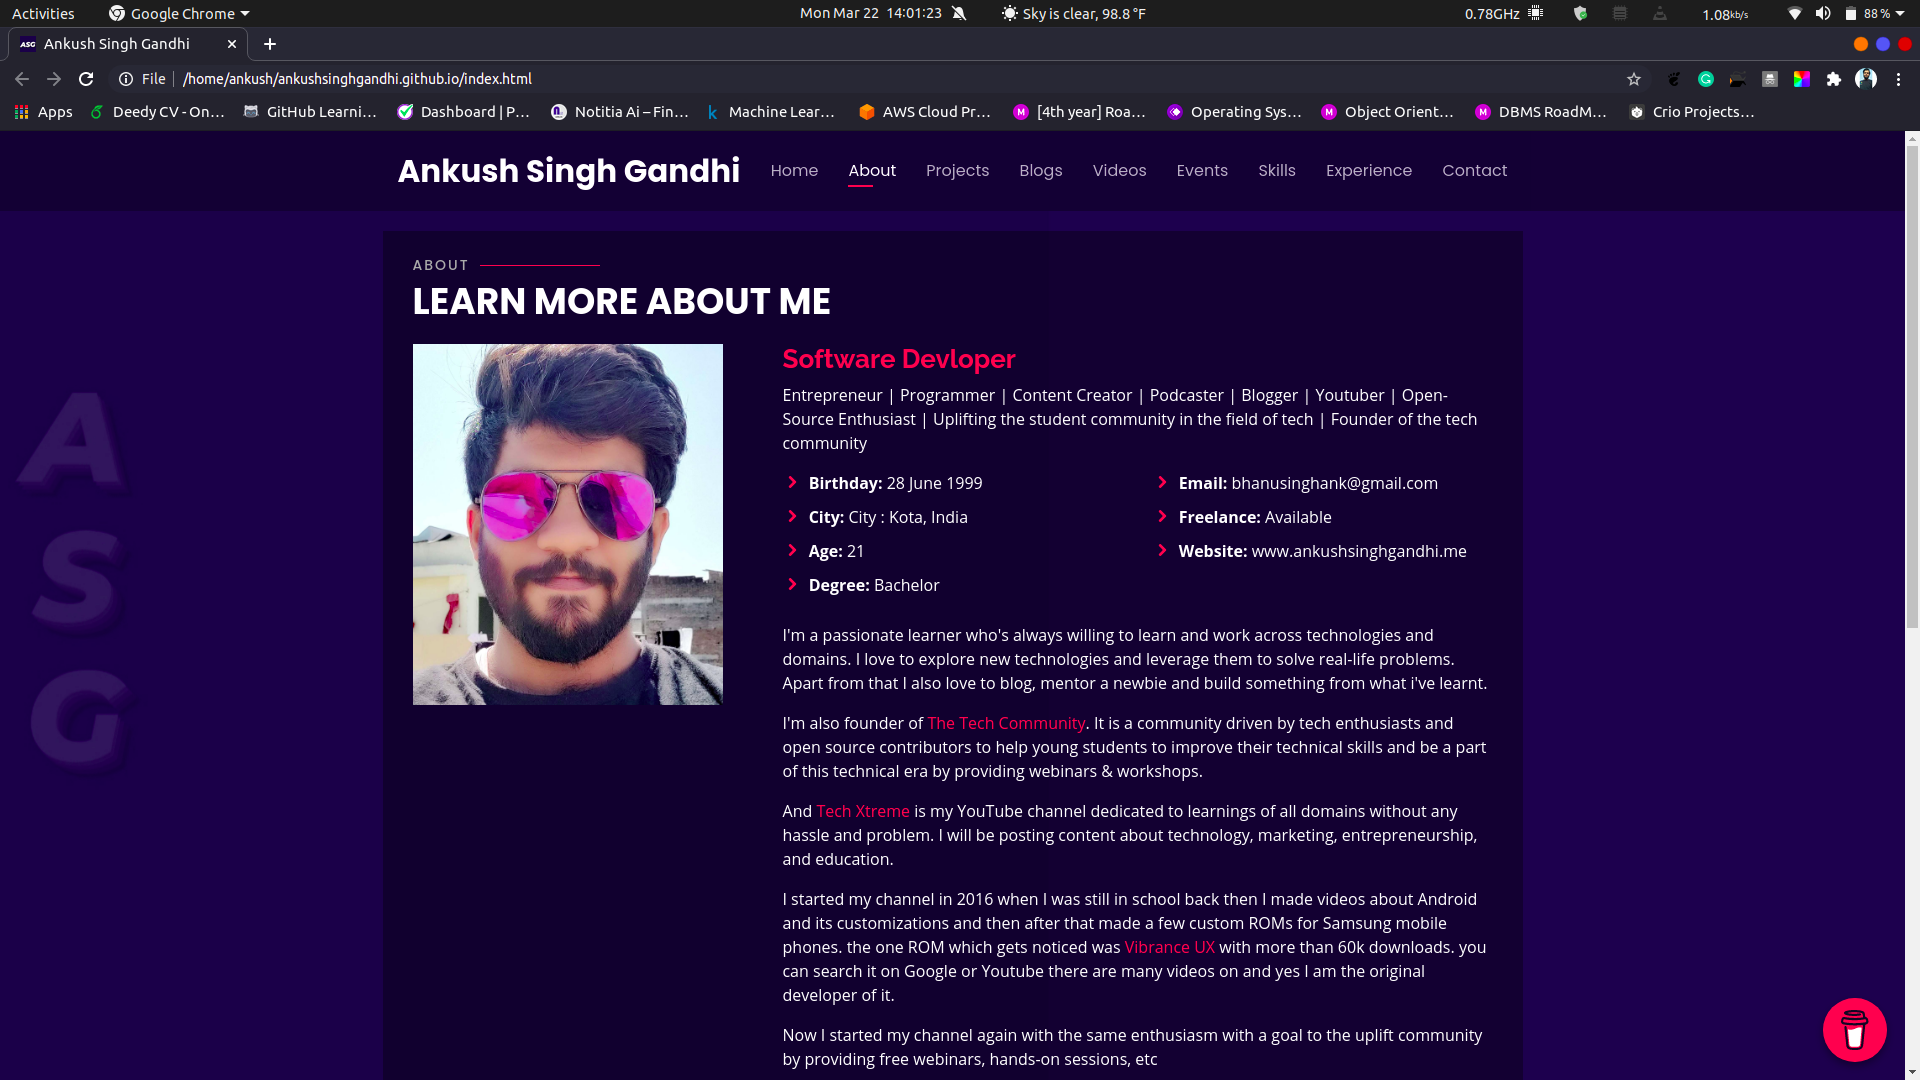 Activities Google Chrome Mon Mar 22 14:01:23 Sky is clear, 98.8 °F 0.78GHz 1.08kb/s 88 %
ASG Ankush Singh Gandhi
File /home/ankush/ankushsinghgandhi.github.io/index.html
Apps Deedy CV - On… GitHub Learni… Dashboard | P… Notitia Ai – Fin… Machine Lear… AWS Cloud Pr… [4th year] Roa… Operating Sys… Object Orient… DBMS RoadM… Crio Projects…
Ankush Singh Gandhi Home About Projects Blogs Videos Events Skills Experience Contact
ABOUT
LEARN MORE ABOUT ME
A
S
G
Software Devloper
Entrepreneur | Programmer | Content Creator | Podcaster | Blogger | Youtuber | Open-
Source Enthusiast | Uplifting the student community in the field of tech | Founder of the tech
community
Birthday: 28 June 1999
City: City : Kota, India
Age: 21
Degree: Bachelor
Email: bhanusinghank@gmail.com
Freelance: Available
Website: www.ankushsinghgandhi.me
I'm a passionate learner who's always willing to learn and work across technologies and
domains. I love to explore new technologies and leverage them to solve real-life problems.
Apart from that I also love to blog, mentor a newbie and build something from what i've learnt.
I'm also founder of The Tech Community. It is a community driven by tech enthusiasts and
open source contributors to help young students to improve their technical skills and be a part
of this technical era by providing webinars & workshops.
And Tech Xtreme is my YouTube channel dedicated to learnings of all domains without any
hassle and problem. I will be posting content about technology, marketing, entrepreneurship,
and education.
I started my channel in 2016 when I was still in school back then I made videos about Android
and its customizations and then after that made a few custom ROMs for Samsung mobile
phones. the one ROM which gets noticed was Vibrance UX with more than 60k downloads. you
can search it on Google or Youtube there are many videos on and yes I am the original
developer of it.
Now I started my channel again with the same enthusiasm with a goal to the uplift community
by providing free webinars, hands-on sessions, etc